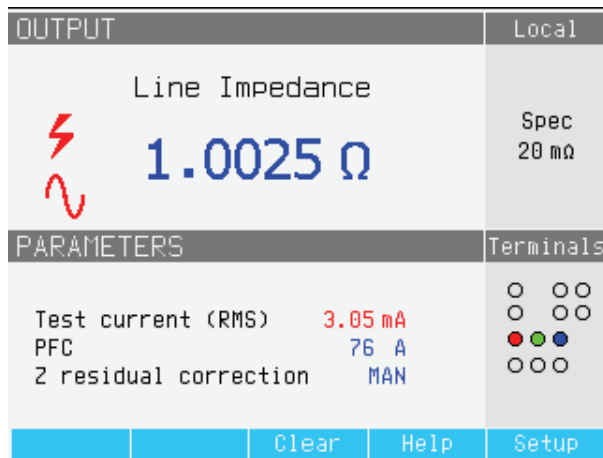 OUTPUT
Local
Line Impedance
1.0025 Ω
Spec
20 mΩ
PARAMETERS
Terminals
Test current (RMS) 3.05 mA
PFC 76 A
Z residual correction MAN
Clear Help Setup